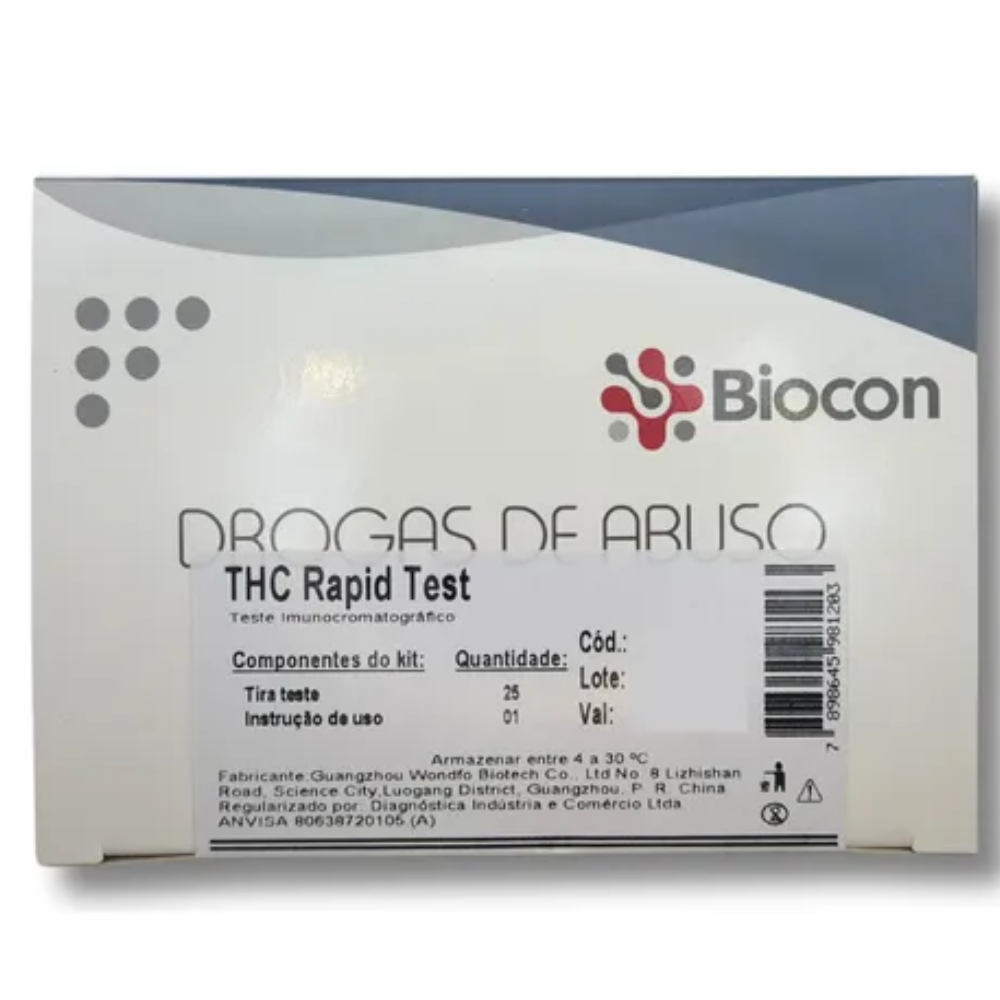 Biocon
DROGAS DE ABUSO
THC Rapid Test
Teste Imunocromatográfico
Componentes do kit: Quantidade: Cód.:
Lote:
Tira teste 25
Instrução de uso 01 Val:
7 898645 981203
Armazenar entre 4 a 30 ºC
Fabricante:Guangzhou Wondfo Biotech Co., Ltd No. 8 Lizhishan
Road, Science City,Luogang District, Guangzhou, P. R. China
Regularizado por: Diagnóstica Indústria e Comércio Ltda
ANVISA 80638720105 (A)